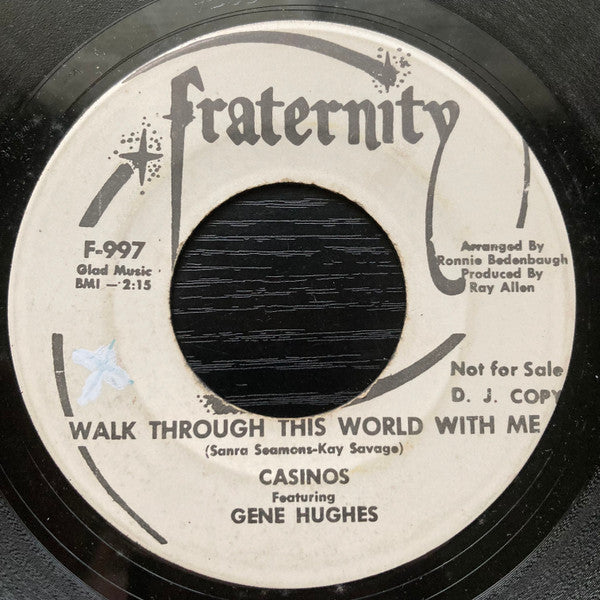 Fraternity
F-997
Glad Music
BMI — 2:15
Arranged By
Ronnie Bedenbaugh
Produced By
Ray Allen
Not for Sale
D. J. COPY
WALK THROUGH THIS WORLD WITH ME
(Sanra Seamons-Kay Savage)
CASINOS
Featuring
GENE HUGHES